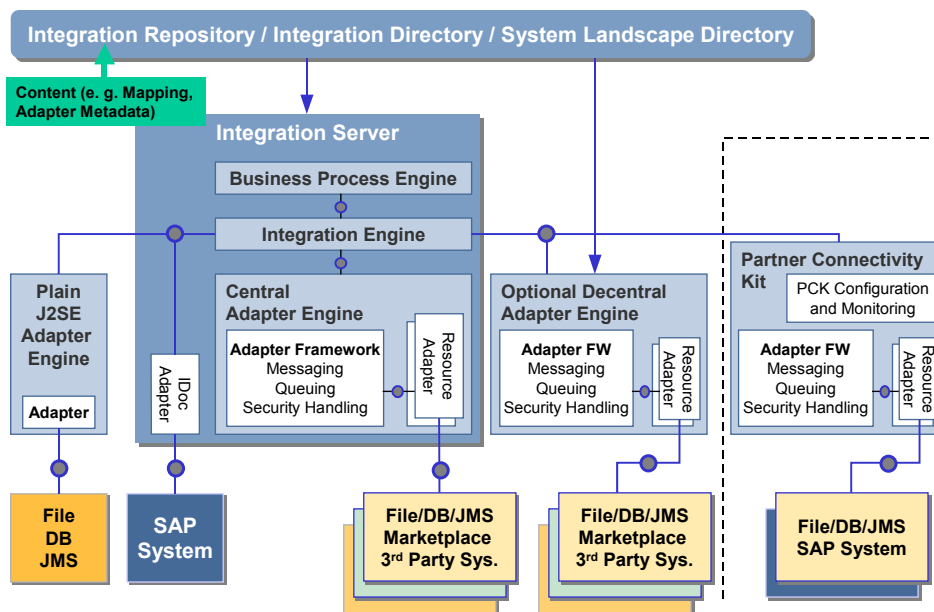 Integration Repository / Integration Directory / System Landscape Directory
Content (e. g. Mapping,
Adapter Metadata)
Integration Server
Business Process Engine
Integration Engine
Plain
J2SE
Adapter
Engine
Adapter
IDoc
Adapter
Central
Adapter Engine
Adapter Framework
Messaging
Queuing
Security Handling
Resource
Adapter
Optional Decentral
Adapter Engine
Adapter FW
Messaging
Queuing
Security Handling
Resource
Adapter
Partner Connectivity
Kit
PCK Configuration
and Monitoring
Adapter FW
Messaging
Queuing
Security Handling
Resource
Adapter
File
DB
JMS
SAP
System
File/DB/JMS
Marketplace
3rd Party Sys.
File/DB/JMS
Marketplace
3rd Party Sys.
File/DB/JMS
SAP System